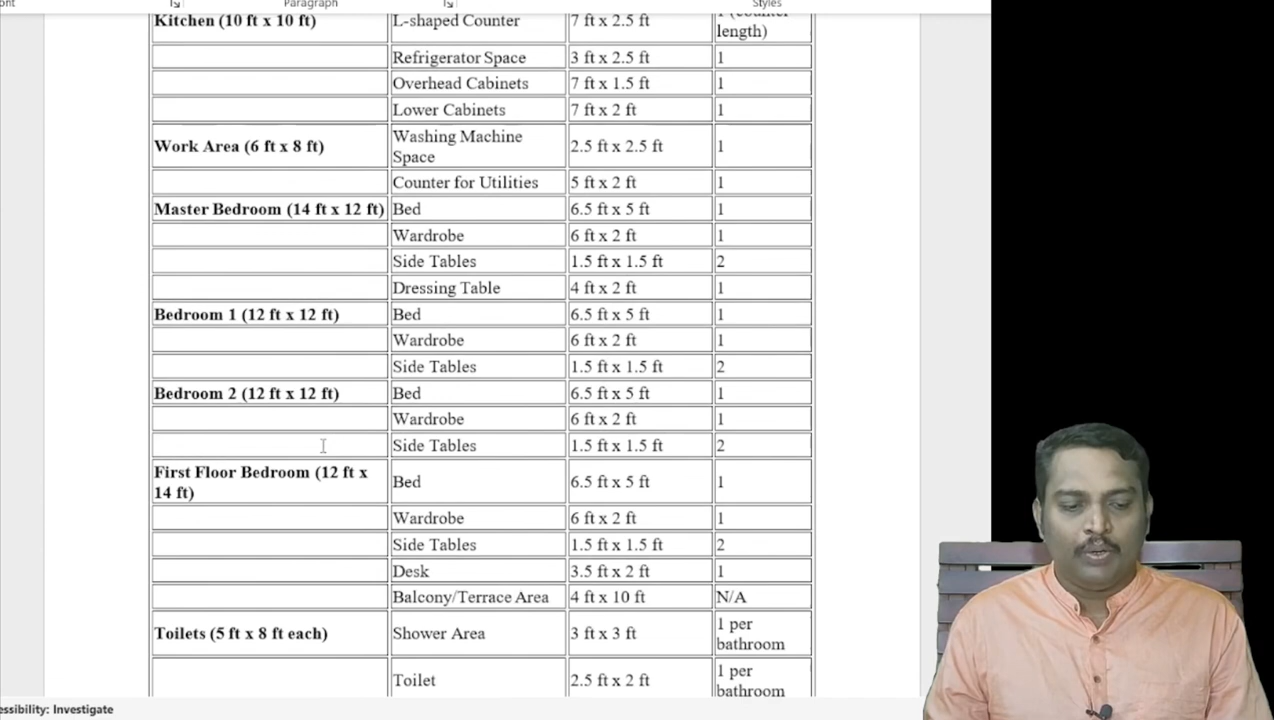 Paragraph
Styles
Kitchen (10 ft x 10 ft) L-shaped Counter 7 ft x 2.5 ft 1 (counter
length)
Refrigerator Space 3 ft x 2.5 ft 1
Overhead Cabinets 7 ft x 1.5 ft 1
Lower Cabinets 7 ft x 2 ft 1
Work Area (6 ft x 8 ft) Washing Machine
Space 2.5 ft x 2.5 ft 1
Counter for Utilities 5 ft x 2 ft 1
Master Bedroom (14 ft x 12 ft) Bed 6.5 ft x 5 ft 1
Wardrobe 6 ft x 2 ft 1
Side Tables 1.5 ft x 1.5 ft 2
Dressing Table 4 ft x 2 ft 1
Bedroom 1 (12 ft x 12 ft) Bed 6.5 ft x 5 ft 1
Wardrobe 6 ft x 2 ft 1
Side Tables 1.5 ft x 1.5 ft 2
Bedroom 2 (12 ft x 12 ft) Bed 6.5 ft x 5 ft 1
Wardrobe 6 ft x 2 ft 1
Side Tables 1.5 ft x 1.5 ft 2
First Floor Bedroom (12 ft x
14 ft) Bed 6.5 ft x 5 ft 1
Wardrobe 6 ft x 2 ft 1
Side Tables 1.5 ft x 1.5 ft 2
Desk 3.5 ft x 2 ft 1
Balcony/Terrace Area 4 ft x 10 ft N/A
Toilets (5 ft x 8 ft each) Shower Area 3 ft x 3 ft 1 per
bathroom
Toilet 2.5 ft x 2 ft 1 per
bathroom
essibility: Investigate